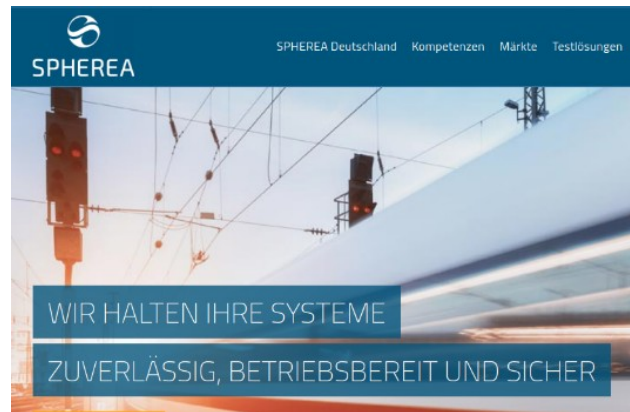 SPHEREA
SPHEREA Deutschland Kompetenzen Märkte Testlösungen
WIR HALTEN IHRE SYSTEME
ZUVERLÄSSIG, BETRIEBSBEREIT UND SICHER